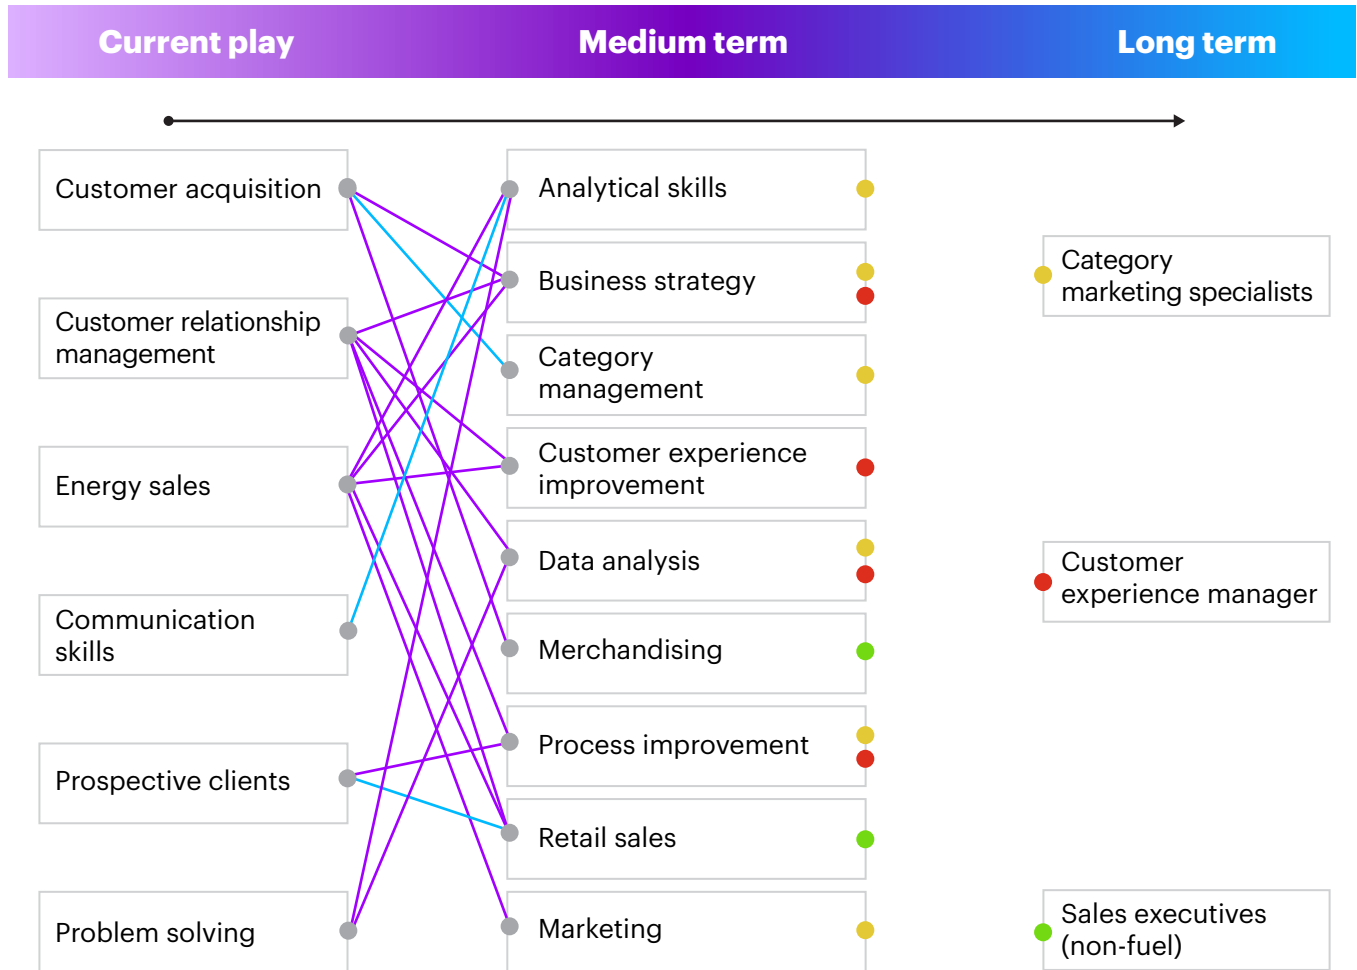 Current play
Medium term
Long term
Customer acquisition
Customer relationship
management
Energy sales
Communication
skills
Prospective clients
Problem solving
Analytical skills
Business strategy
Category
management
Customer experience
improvement
Data analysis
Merchandising
Process improvement
Retail sales
Marketing
Category
marketing specialists
Customer
experience manager
Sales executives
(non-fuel)